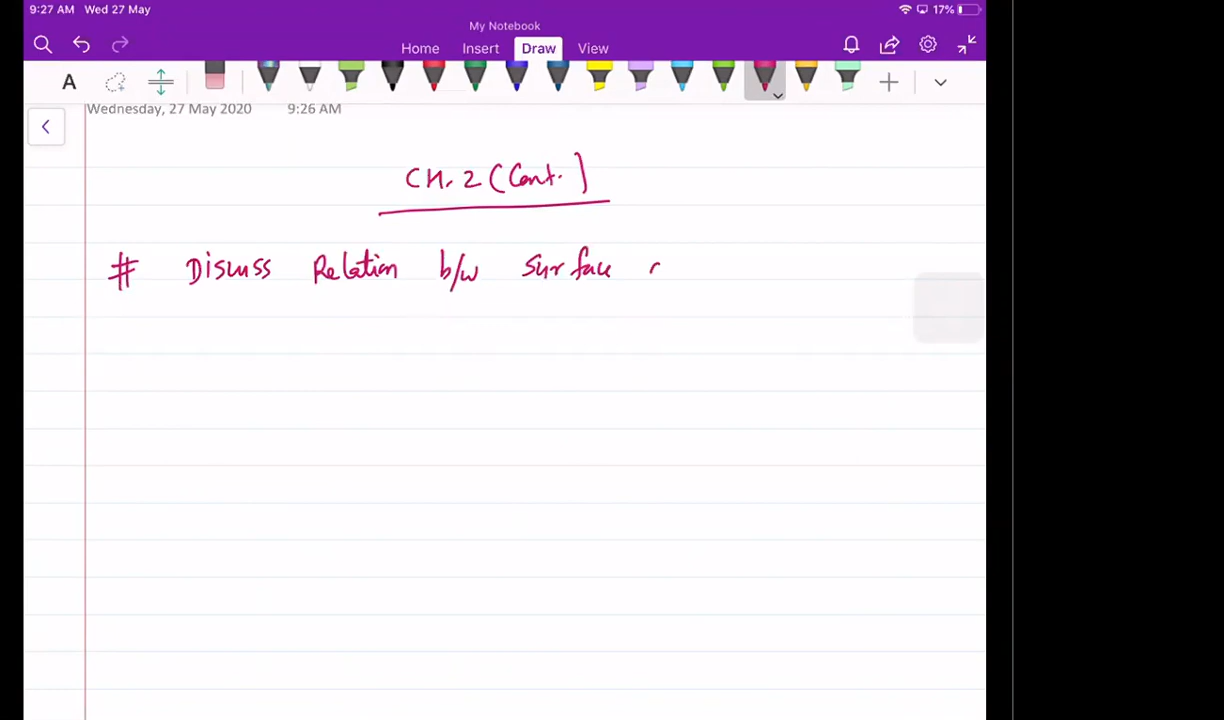 9:27 AM Wed 27 May 17%
My Notebook
Home Insert Draw View
A
Wednesday, 27 May 2020 9:26 AM
CH. 2 (Cont.)
# Discuss Relation b/w Surface